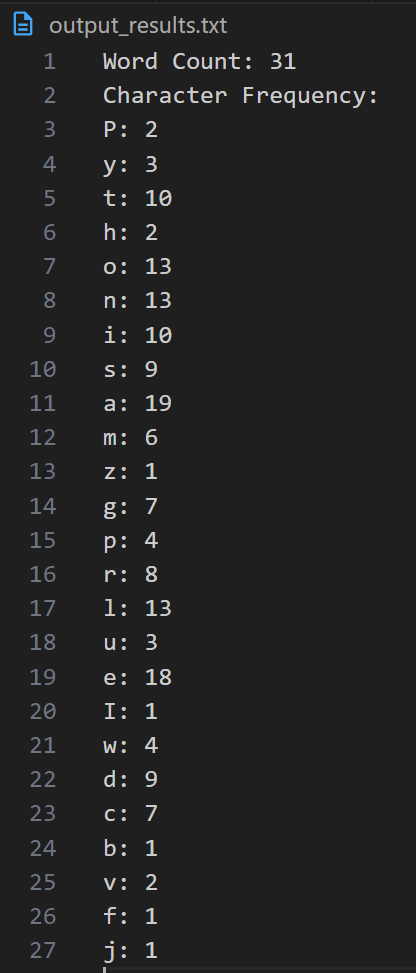 output_results.txt
1 Word Count: 31
2 Character Frequency:
3 P: 2
4 y: 3
5 t: 10
6 h: 2
7 o: 13
8 n: 13
9 i: 10
10 s: 9
11 a: 19
12 m: 6
13 z: 1
14 g: 7
15 p: 4
16 r: 8
17 l: 13
18 u: 3
19 e: 18
20 I: 1
21 w: 4
22 d: 9
23 c: 7
24 b: 1
25 v: 2
26 f: 1
27 j: 1